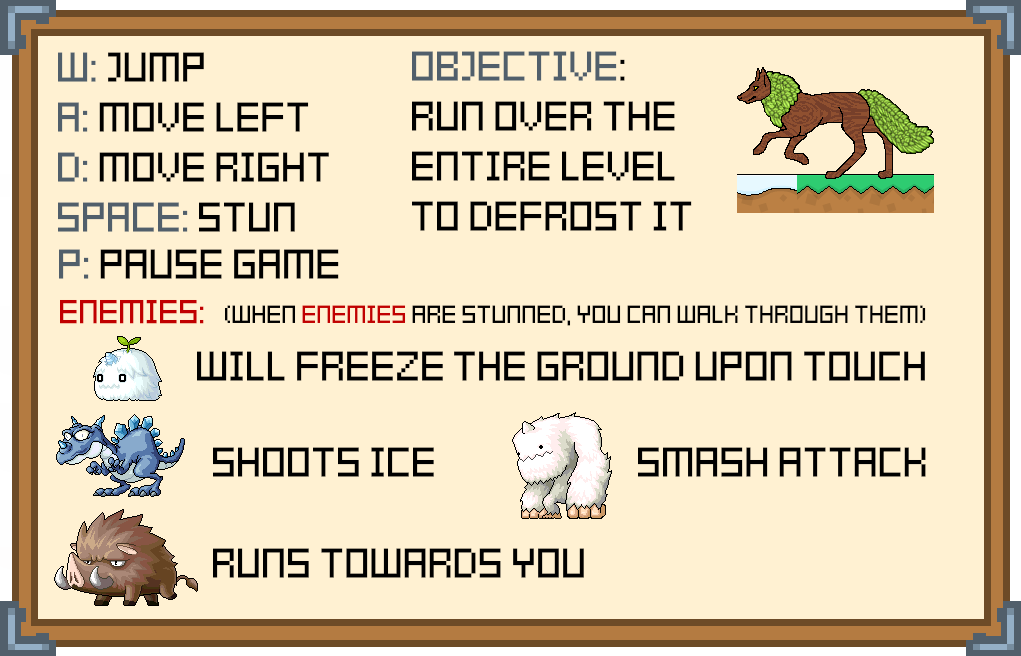 W: JUMP
A: MOVE LEFT
D: MOVE RIGHT
SPACE: STUN
P: PAUSE GAME
OBJECTIVE:
RUN OVER THE
ENTIRE LEVEL
TO DEFROST IT
ENEMIES: (WHEN ENEMIES ARE STUNNED, YOU CAN WALK THROUGH THEM)
WILL FREEZE THE GROUND UPON TOUCH
SHOOTS ICE
SMASH ATTACK
RUNS TOWARDS YOU